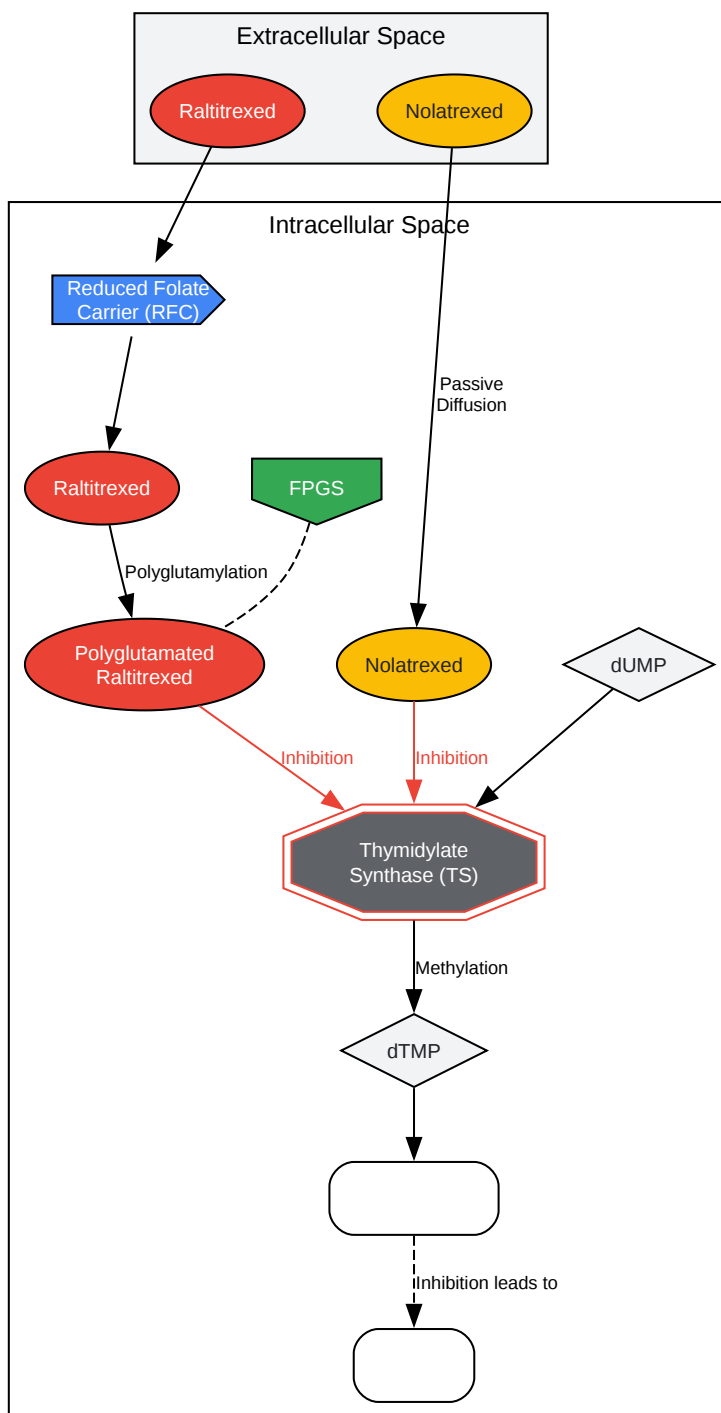 Extracellular Space
Raltitrexed
Nolatrexed
Intracellular Space
Reduced Folate
Carrier (RFC)
Passive
Diffusion
Raltitrexed
FPGS
Polyglutamylation
Polyglutamated
Raltitrexed
Nolatrexed
dUMP
Inhibition
Inhibition
Thymidylate
Synthase (TS)
Methylation
dTMP
Inhibition leads to